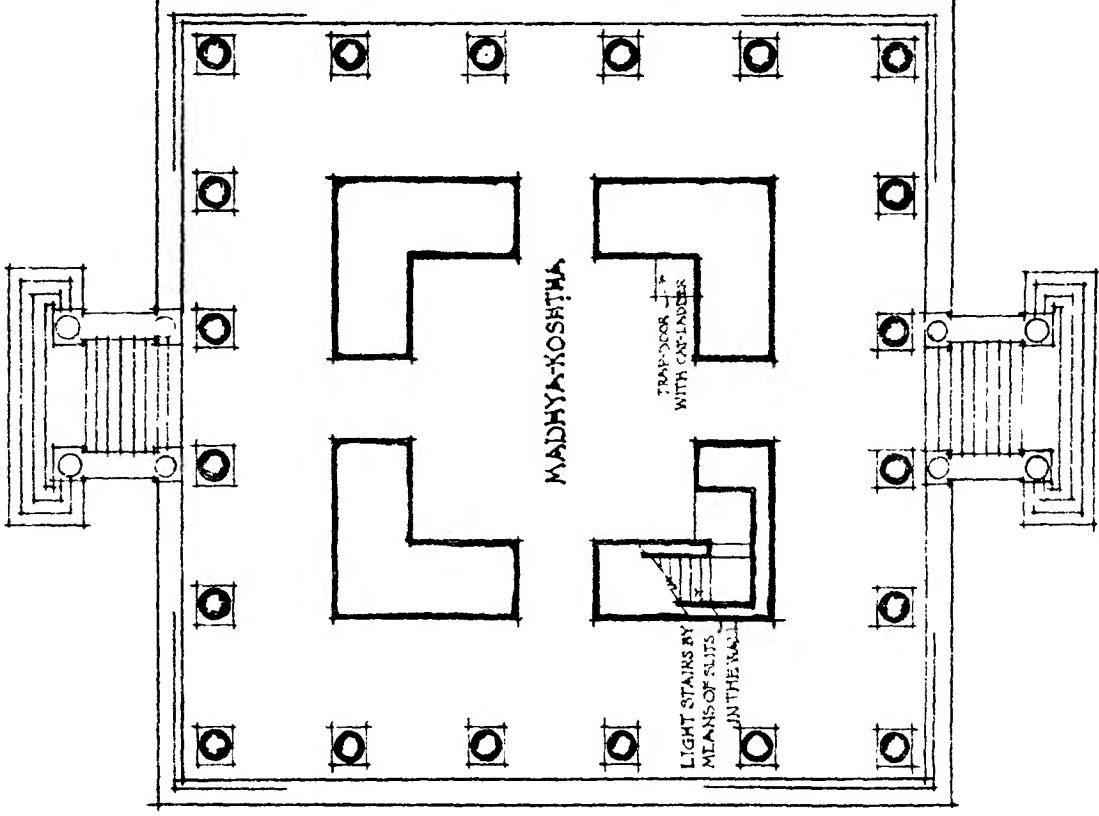 MADHYA-KOSHṬHA
TRAP-DOOR
WITH CAT-LADDER
LIGHT STAIRS BY
MEANS OF SLITS
IN THE WALL